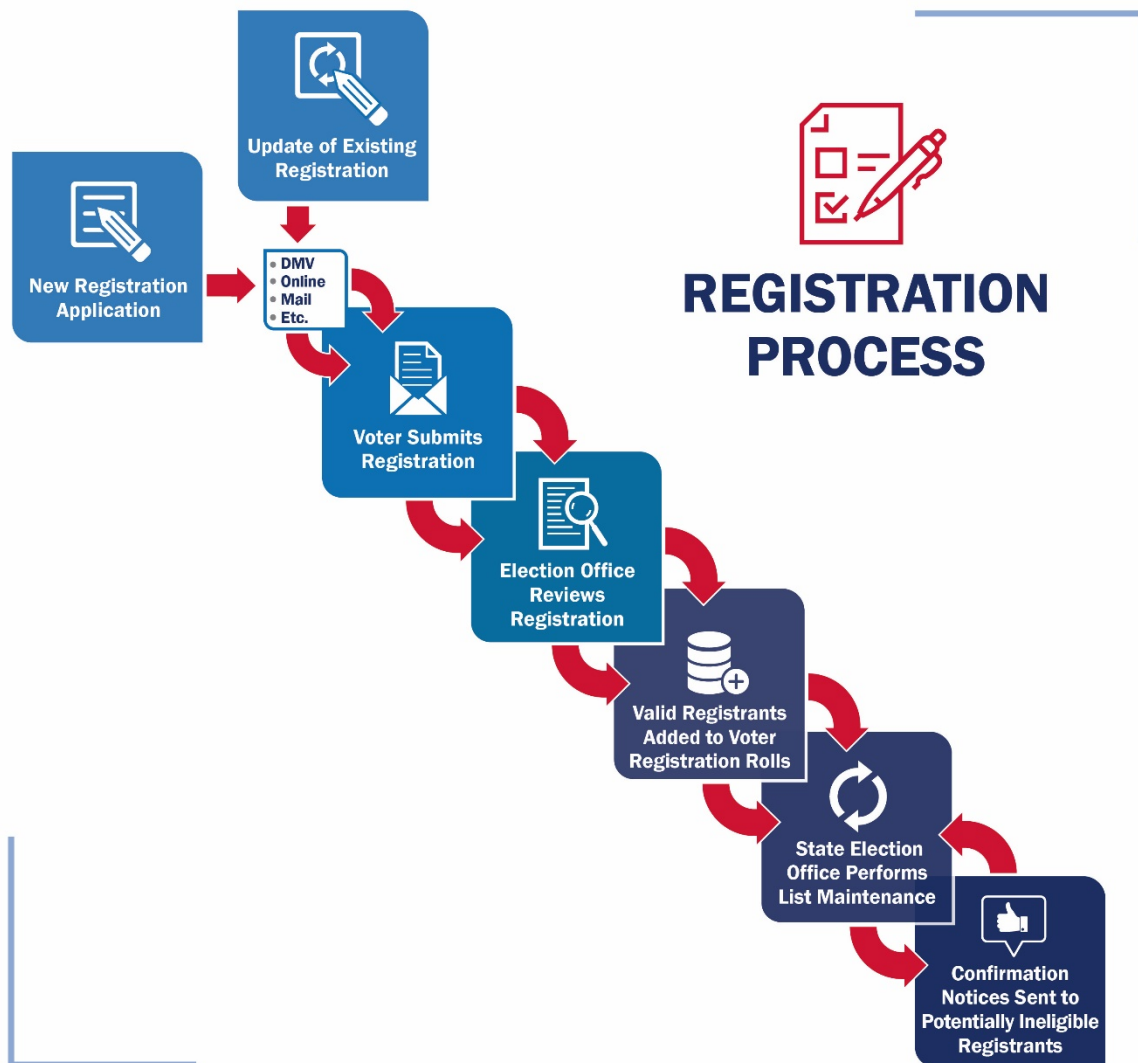 Update of Existing
Registration
New Registration
Application
• DMV
• Online
• Mail
• Etc.
REGISTRATION
PROCESS
Voter Submits
Registration
Election Office
Reviews
Registration
Valid Registrants
Added to Voter
Registration Rolls
State Election
Office Performs
List Maintenance
Confirmation
Notices Sent to
Potentially Ineligible
Registrants